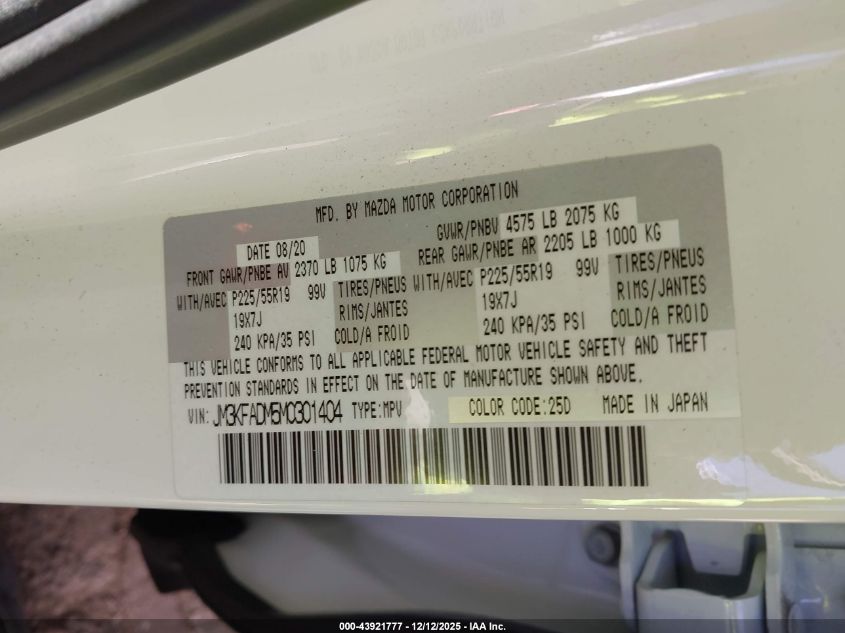 MFD. BY MAZDA MOTOR CORPORATION
DATE 08/20 GVWR/PNBV 4575 LB 2075 KG
FRONT GAWR/PNBE AV 2370 LB 1075 KG REAR GAWR/PNBE AR 2205 LB 1000 KG
WITH/AVEC P225/55R19 99V TIRES/PNEUS WITH/AVEC P225/55R19 99V TIRES/PNEUS
19X7J RIMS/JANTES 19X7J RIMS/JANTES
240 KPA/35 PSI COLD/A FROID 240 KPA/35 PSI COLD/A FROID
THIS VEHICLE CONFORMS TO ALL APPLICABLE FEDERAL MOTOR VEHICLE SAFETY AND THEFT
PREVENTION STANDARDS IN EFFECT ON THE DATE OF MANUFACTURE SHOWN ABOVE.
VIN: JM3KFADM5M0301404 TYPE:MPV COLOR CODE:25D MADE IN JAPAN
000-43921777 - 12/12/2025 - IAA Inc.